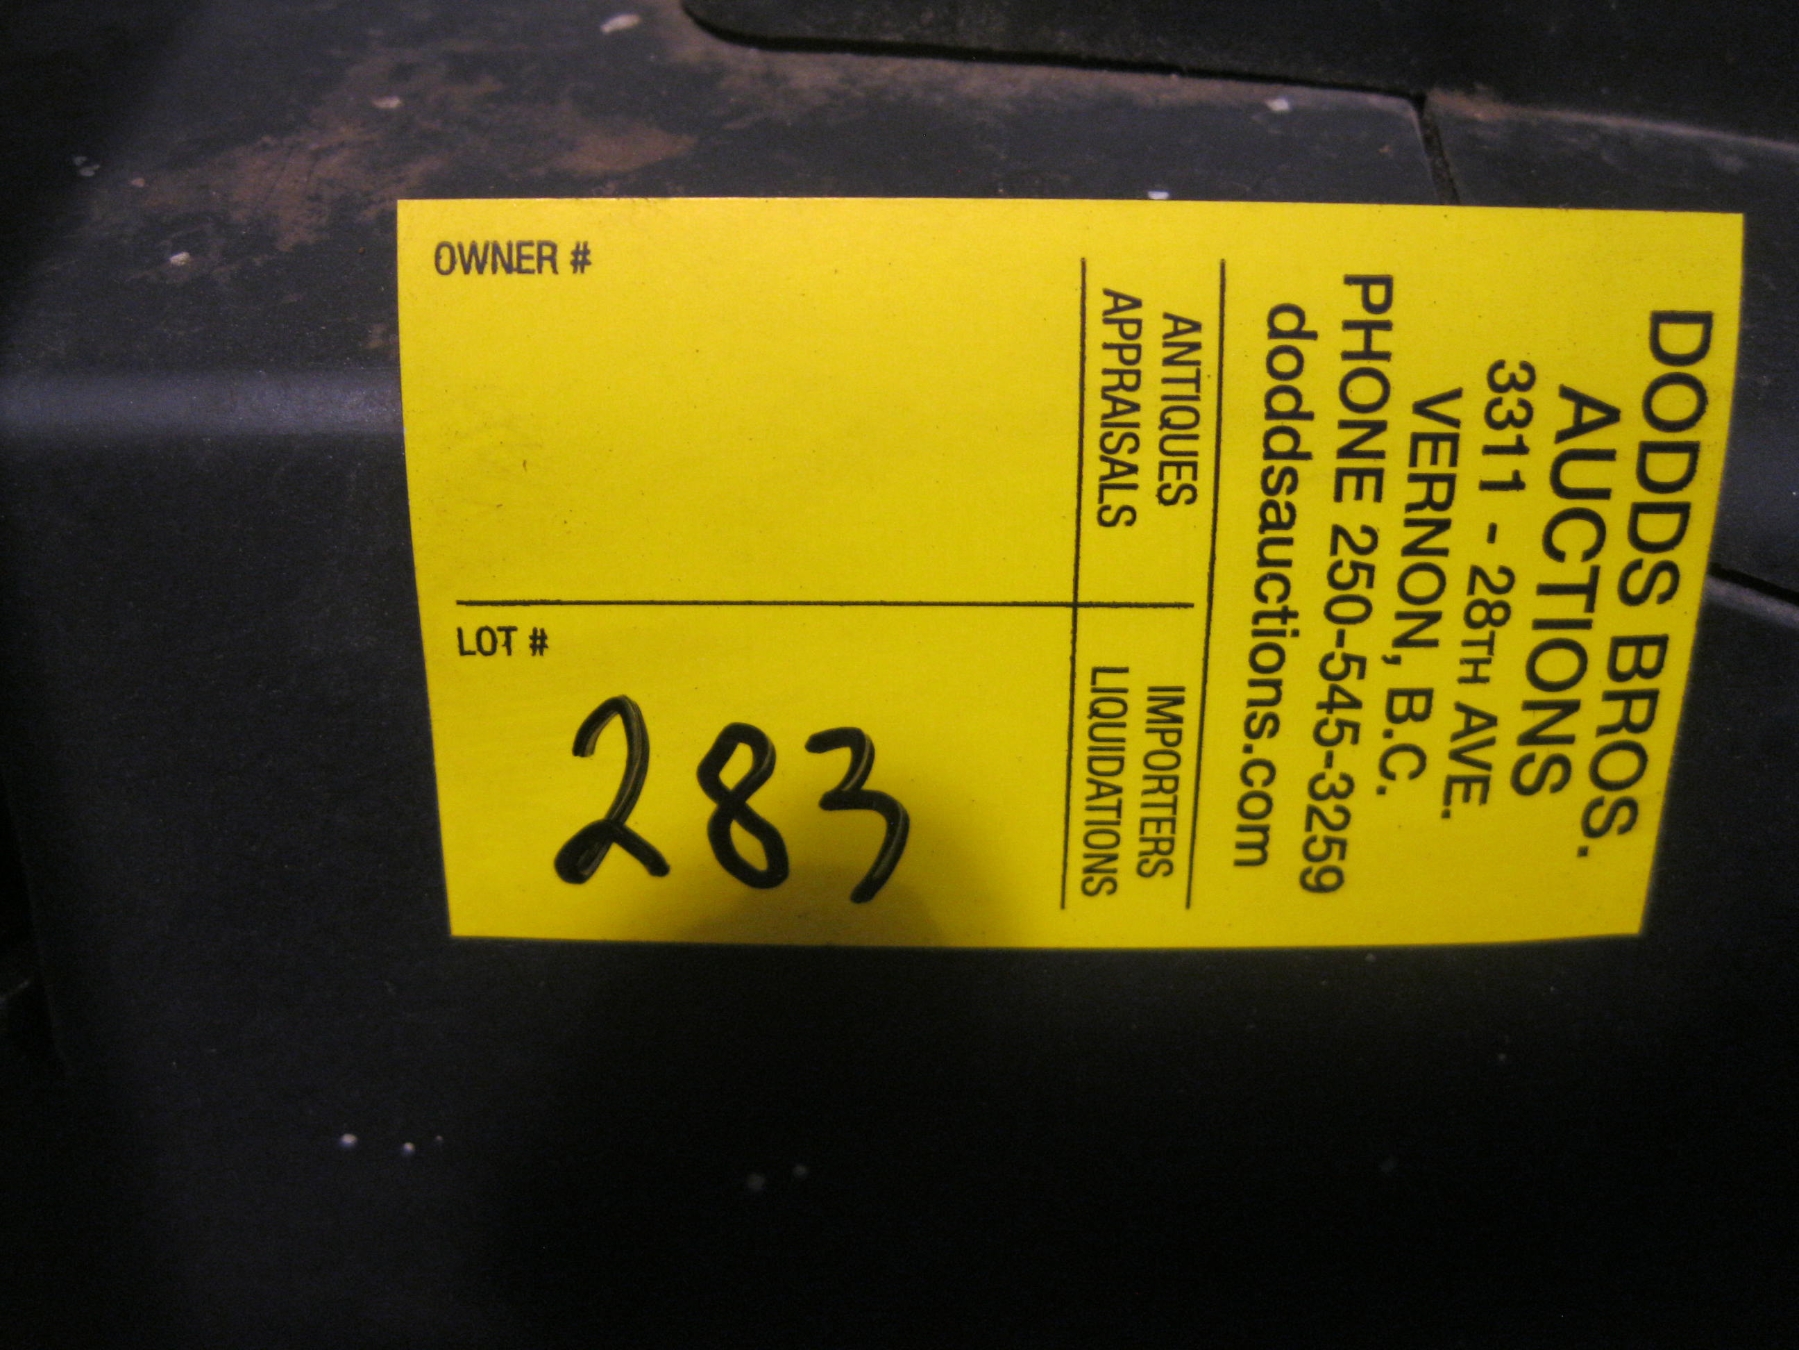 DODDS BROS.
AUCTIONS
3311 - 28TH AVE.
VERNON, B.C.
PHONE 250-545-3259
doddsauctions.com
ANTIQUES
APPRAISALS
IMPORTERS
LIQUIDATIONS
OWNER #
LOT #
283